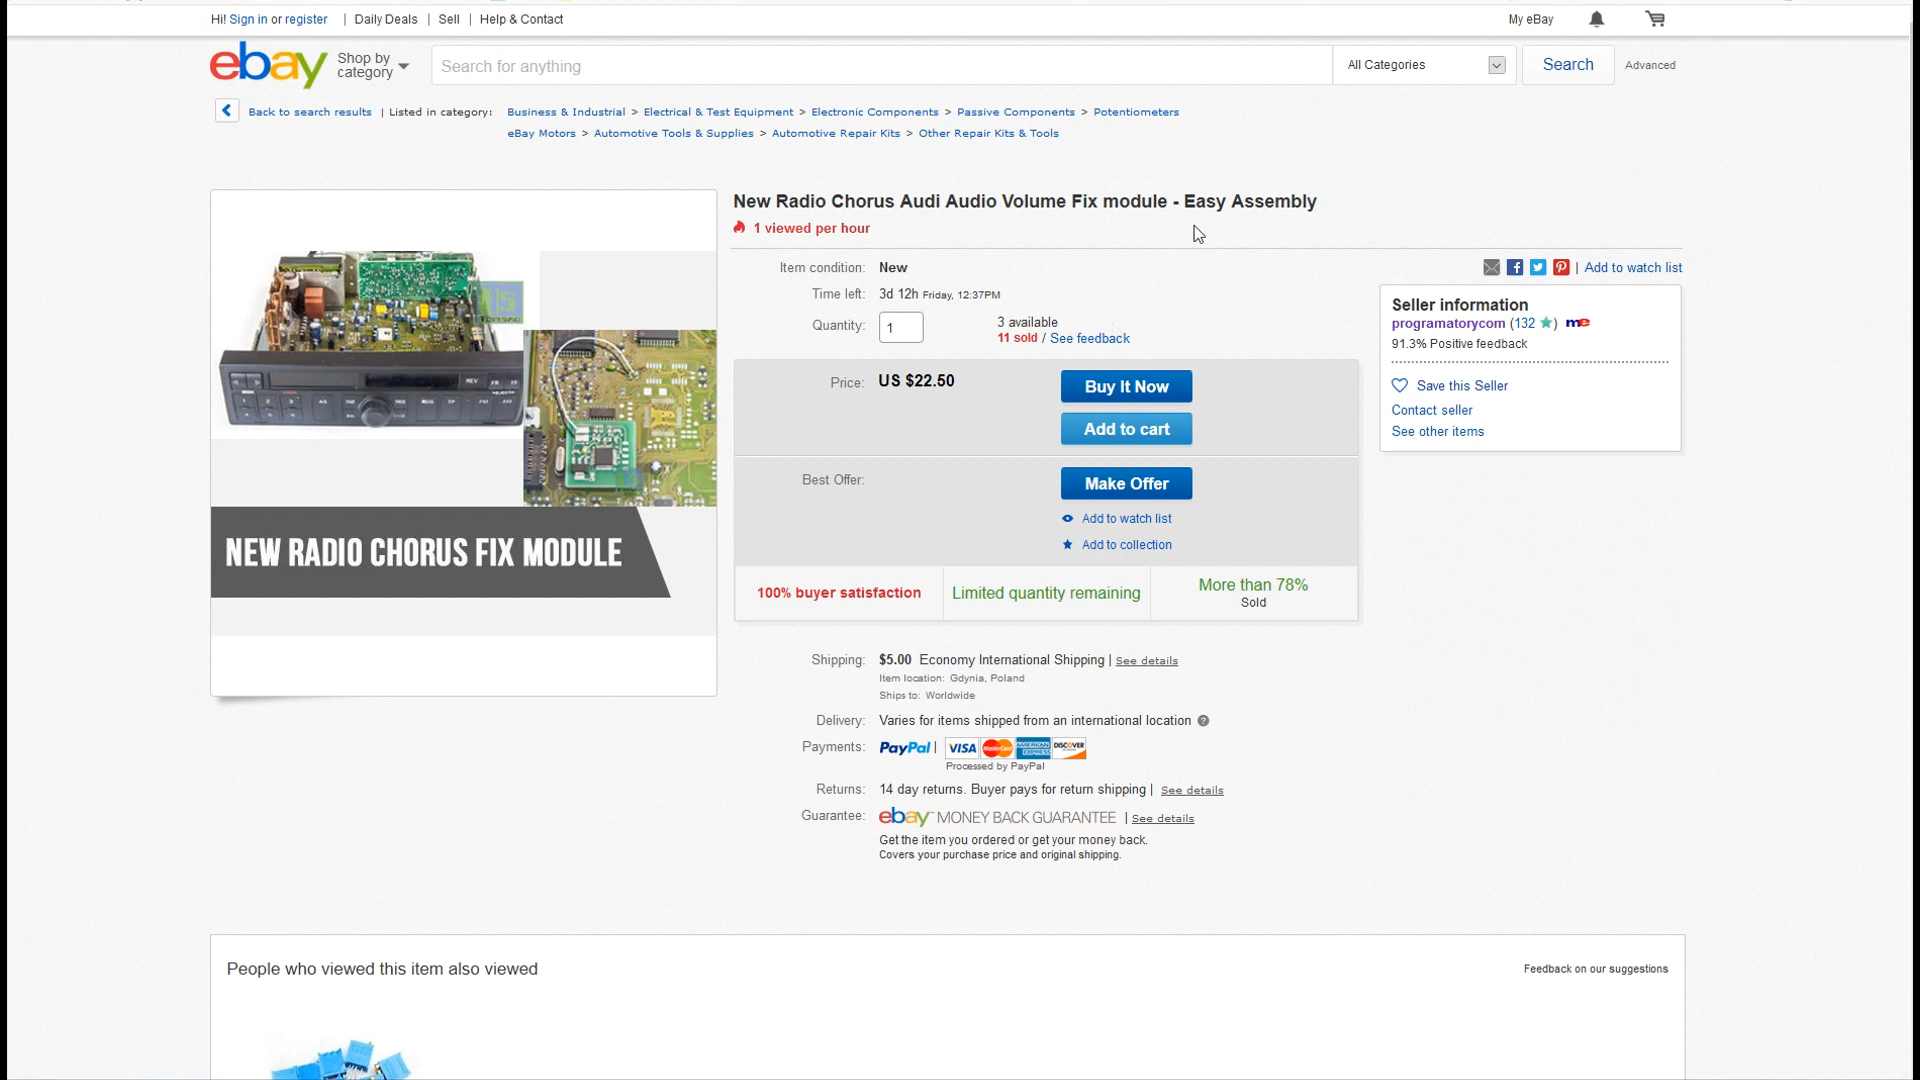 Hi! Sign in or register | Daily Deals | Sell | Help & Contact My eBay
ebay Shop by category Search for anything All Categories Search Advanced
Back to search results | Listed in category: Business & Industrial > Electrical & Test Equipment > Electronic Components > Passive Components > Potentiometers
eBay Motors > Automotive Tools & Supplies > Automotive Repair Kits > Other Repair Kits & Tools
New Radio Chorus Audi Audio Volume Fix module - Easy Assembly
1 viewed per hour
Item condition: New
Time left: 3d 12h Friday, 12:37PM
Quantity: 1 3 available
11 sold / See feedback
Price: US $22.50 Buy It Now
Add to cart
Best Offer: Make Offer
Add to watch list
Add to collection
100% buyer satisfaction Limited quantity remaining More than 78%
Sold
Shipping: $5.00 Economy International Shipping | See details
Item location: Gdynia, Poland
Ships to: Worldwide
Delivery: Varies for items shipped from an international location
Payments: PayPal | VISA MasterCard AMERICAN EXPRESS DISCOVER
Processed by PayPal
Returns: 14 day returns. Buyer pays for return shipping | See details
Guarantee: ebay MONEY BACK GUARANTEE | See details
Get the item you ordered or get your money back.
Covers your purchase price and original shipping.
| Add to watch list
Seller information
programatorycom (132 ) me
91.3% Positive feedback
Save this Seller
Contact seller
See other items
NEW RADIO CHORUS FIX MODULE
People who viewed this item also viewed Feedback on our suggestions